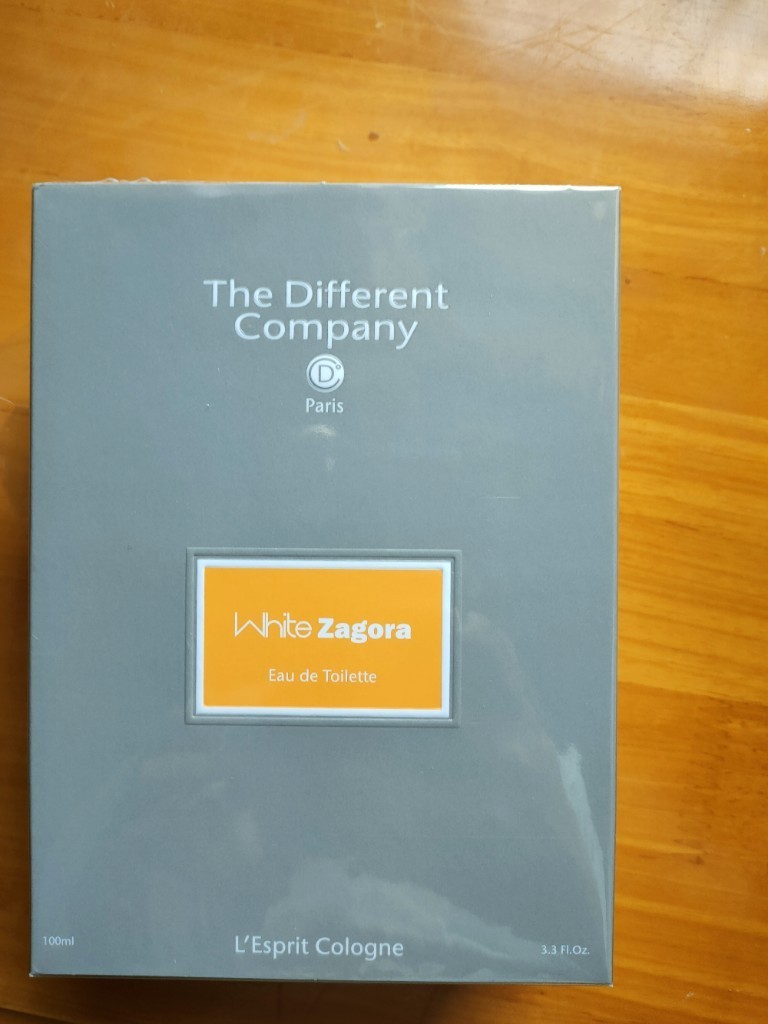 The Different
Company
D
Paris
White Zagora
Eau de Toilette
100ml
L'Esprit Cologne
3.3 Fl.Oz.